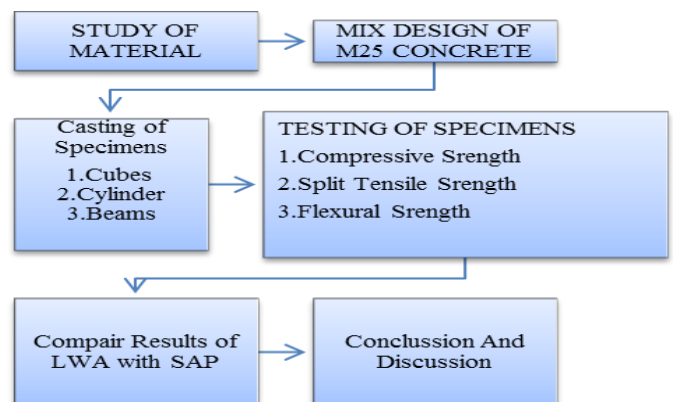 STUDY OF
MATERIAL
MIX DESIGN OF
M25 CONCRETE
Casting of
Specimens
1.Cubes
2.Cylinder
3.Beams
TESTING OF SPECIMENS
1.Compressive Srength
2.Split Tensile Srength
3.Flexural Srength
Compair Results of
LWA with SAP
Conclussion And
Discussion